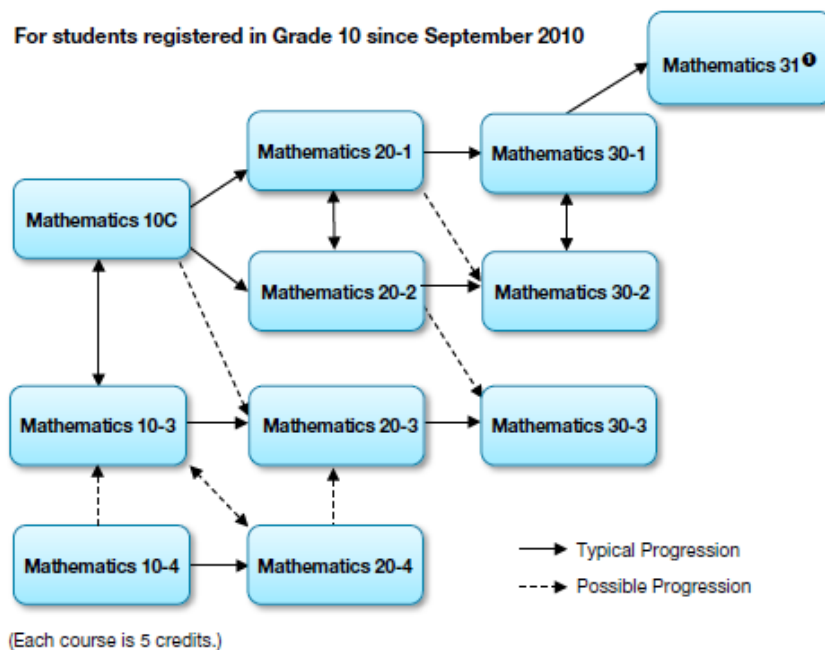 For students registered in Grade 10 since September 2010
Mathematics 31❶
Mathematics 20-1
Mathematics 30-1
Mathematics 10C
Mathematics 20-2
Mathematics 30-2
Mathematics 10-3
Mathematics 20-3
Mathematics 30-3
Mathematics 10-4
Mathematics 20-4
Typical Progression
Possible Progression
(Each course is 5 credits.)